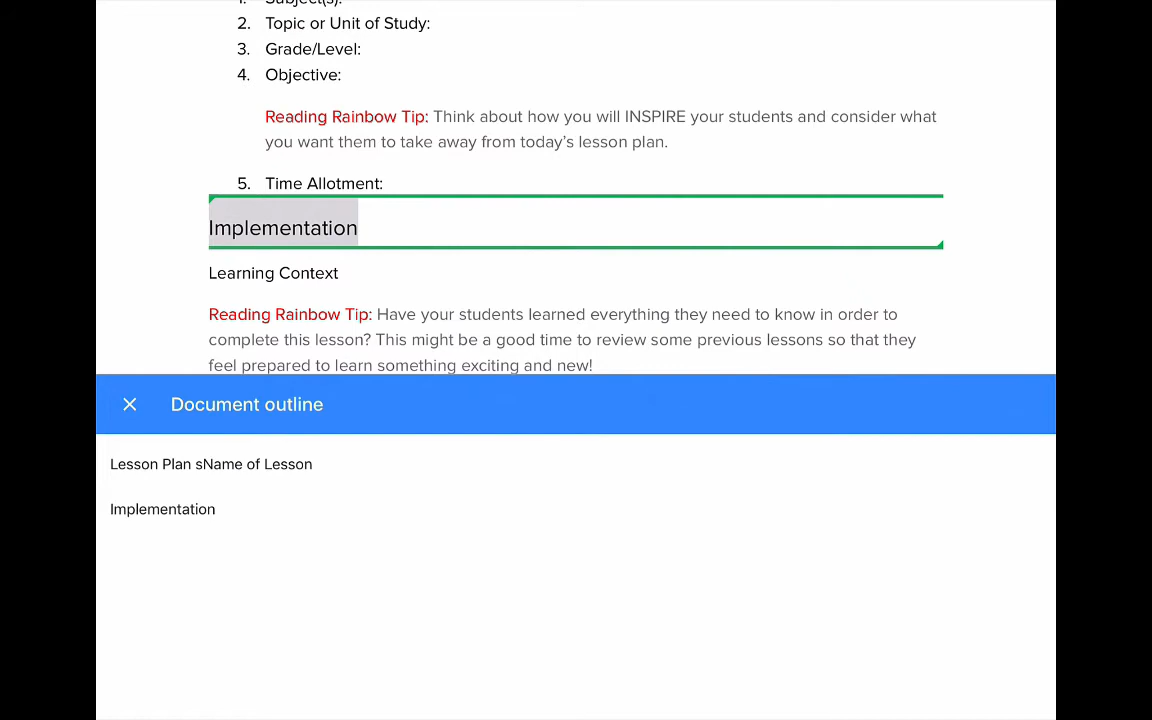 1. Subject(s):
2. Topic or Unit of Study:
3. Grade/Level:
4. Objective:
Reading Rainbow Tip: Think about how you will INSPIRE your students and consider what
you want them to take away from today’s lesson plan.
5. Time Allotment:
Implementation
Learning Context
Reading Rainbow Tip: Have your students learned everything they need to know in order to
complete this lesson? This might be a good time to review some previous lessons so that they
feel prepared to learn something exciting and new!
Document outline
Lesson Plan sName of Lesson
Implementation